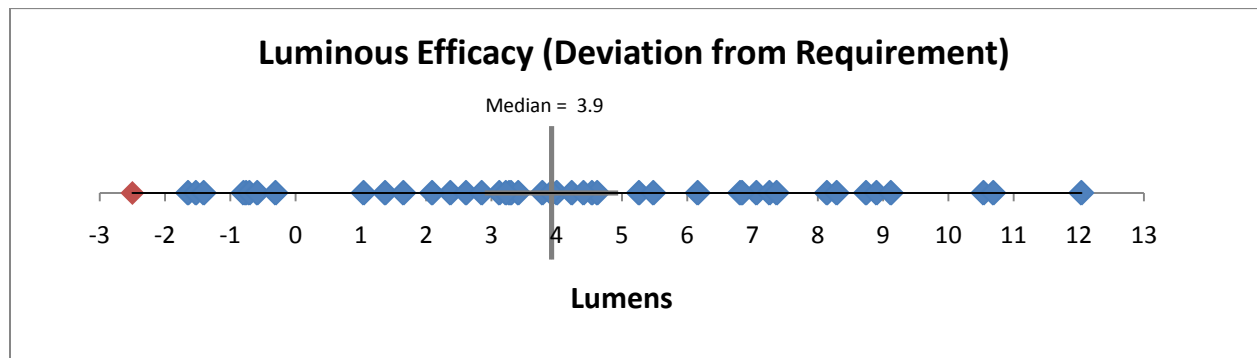 Luminous Efficacy (Deviation from Requirement)
Median =  3.9
-3 -2 -1 0 1 2 3 4 5 6 7 8 9 10 11 12 13
Lumens